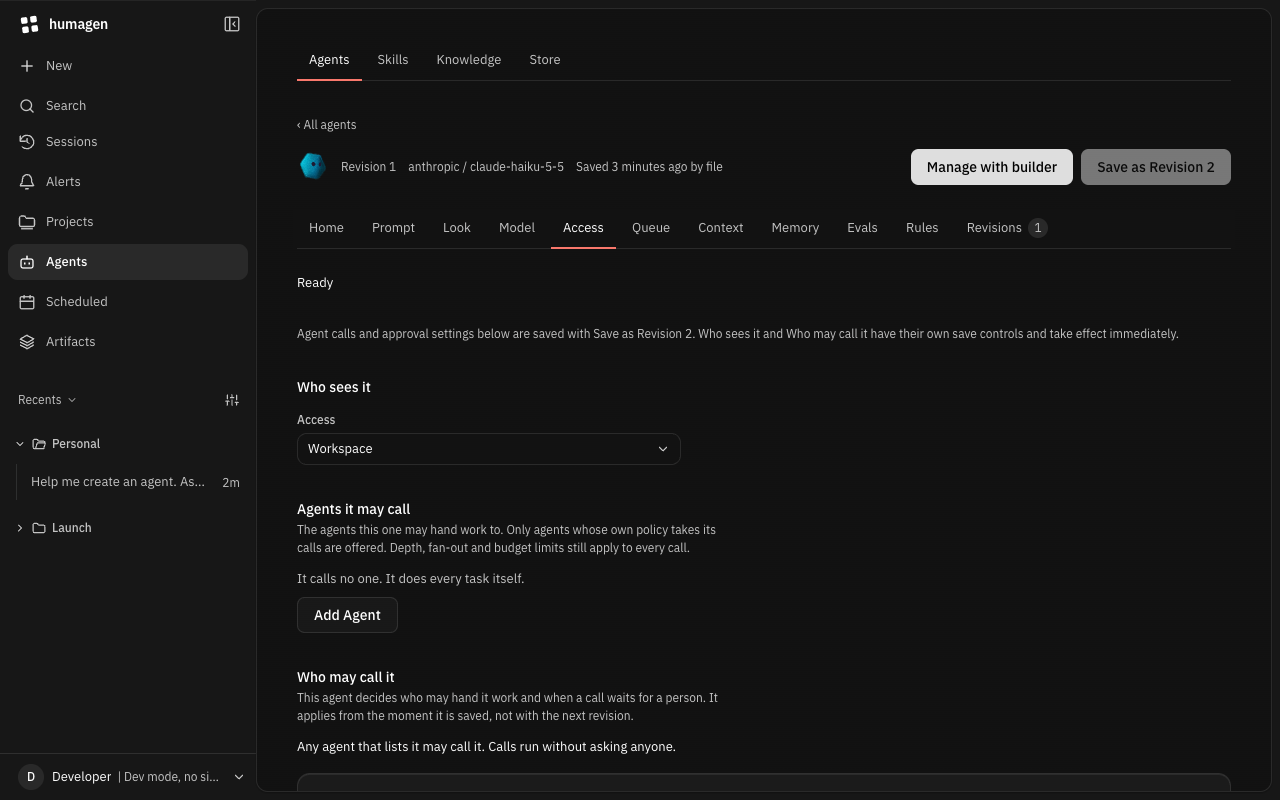 humagen
New
Search
Sessions
Alerts
Projects
Agents
Scheduled
Artifacts
Recents
Personal
Help me create an agent. As... 2m
Launch
D Developer | Dev mode, no si...
Agents Skills Knowledge Store
‹ All agents
Revision 1 anthropic / claude-haiku-5-5 Saved 3 minutes ago by file
Manage with builder Save as Revision 2
Home Prompt Look Model Access Queue Context Memory Evals Rules Revisions 1
Ready
Agent calls and approval settings below are saved with Save as Revision 2. Who sees it and Who may call it have their own save controls and take effect immediately.
Who sees it
Access
Workspace
Agents it may call
The agents this one may hand work to. Only agents whose own policy takes its
calls are offered. Depth, fan-out and budget limits still apply to every call.
It calls no one. It does every task itself.
Add Agent
Who may call it
This agent decides who may hand it work and when a call waits for a person. It
applies from the moment it is saved, not with the next revision.
Any agent that lists it may call it. Calls run without asking anyone.